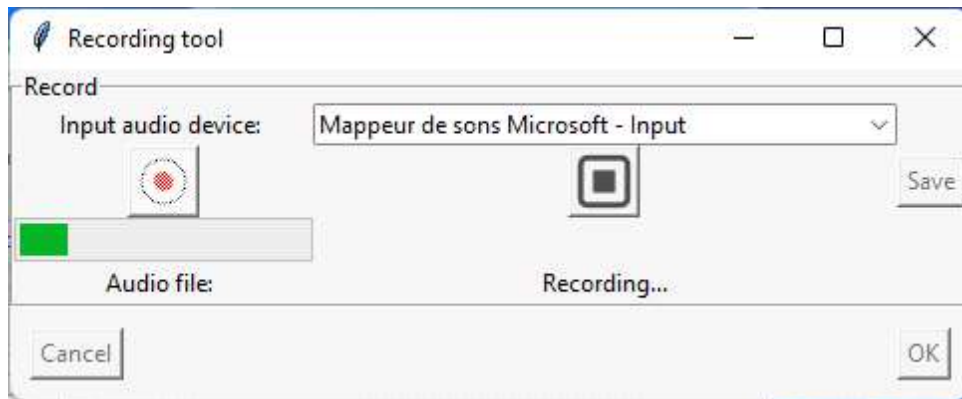 Recording tool
Record
Input audio device: Mappeur de sons Microsoft - Input
Save
Audio file: Recording...
Cancel OK